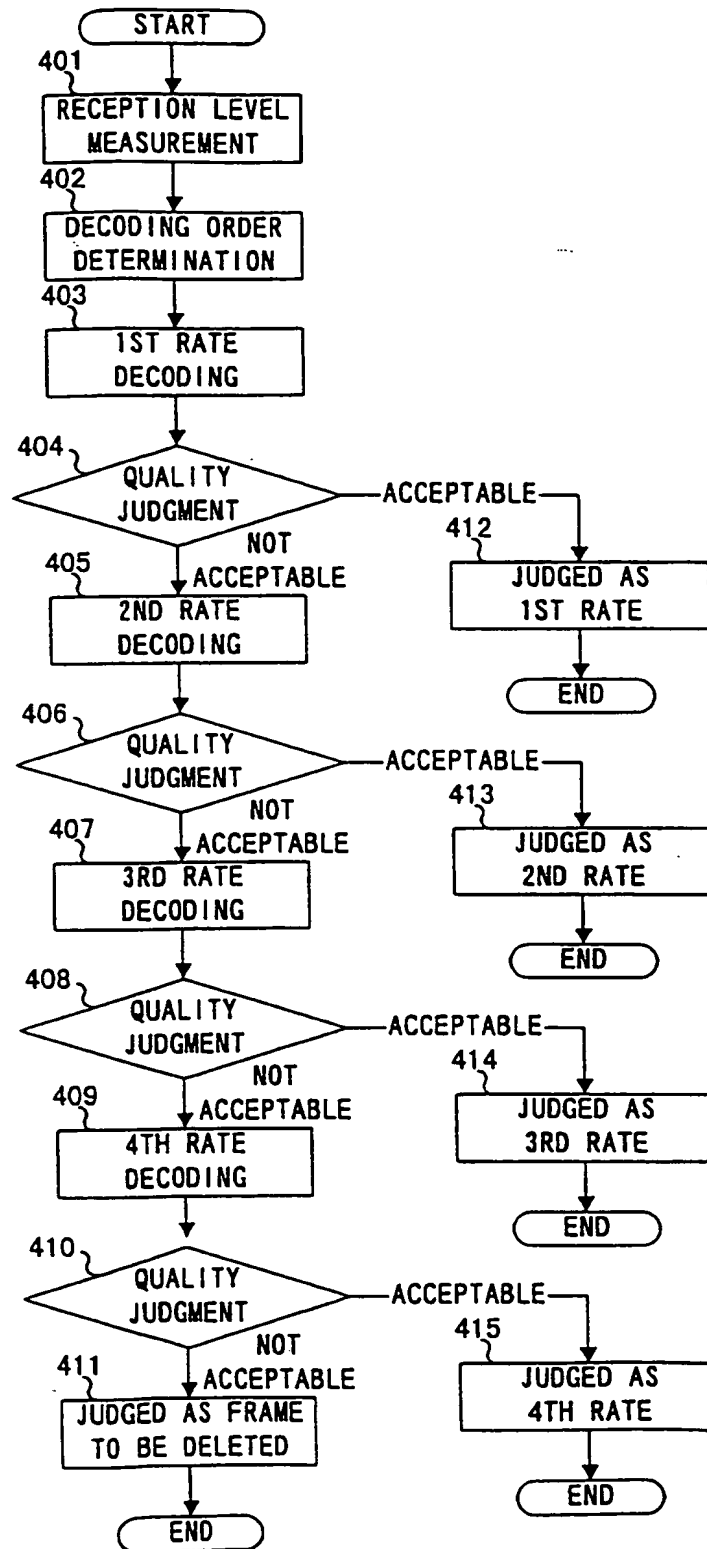 START
401
RECEPTION LEVEL
MEASUREMENT
402
DECODING ORDER
DETERMINATION
403
1ST RATE
DECODING
404
QUALITY
JUDGMENT
ACCEPTABLE
NOT
ACCEPTABLE
412
JUDGED AS
1ST RATE
END
405
2ND RATE
DECODING
406
QUALITY
JUDGMENT
ACCEPTABLE
NOT
ACCEPTABLE
413
JUDGED AS
2ND RATE
END
407
3RD RATE
DECODING
408
QUALITY
JUDGMENT
ACCEPTABLE
NOT
ACCEPTABLE
414
JUDGED AS
3RD RATE
END
409
4TH RATE
DECODING
410
QUALITY
JUDGMENT
ACCEPTABLE
NOT
ACCEPTABLE
415
JUDGED AS
4TH RATE
END
411
JUDGED AS FRAME
TO BE DELETED
END